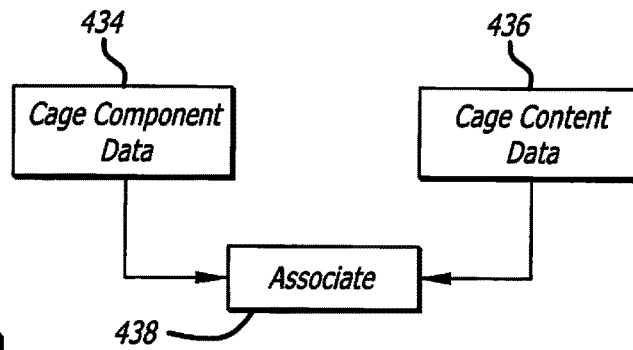 434
436
Cage Component
Data
Cage Content
Data
Associate
438